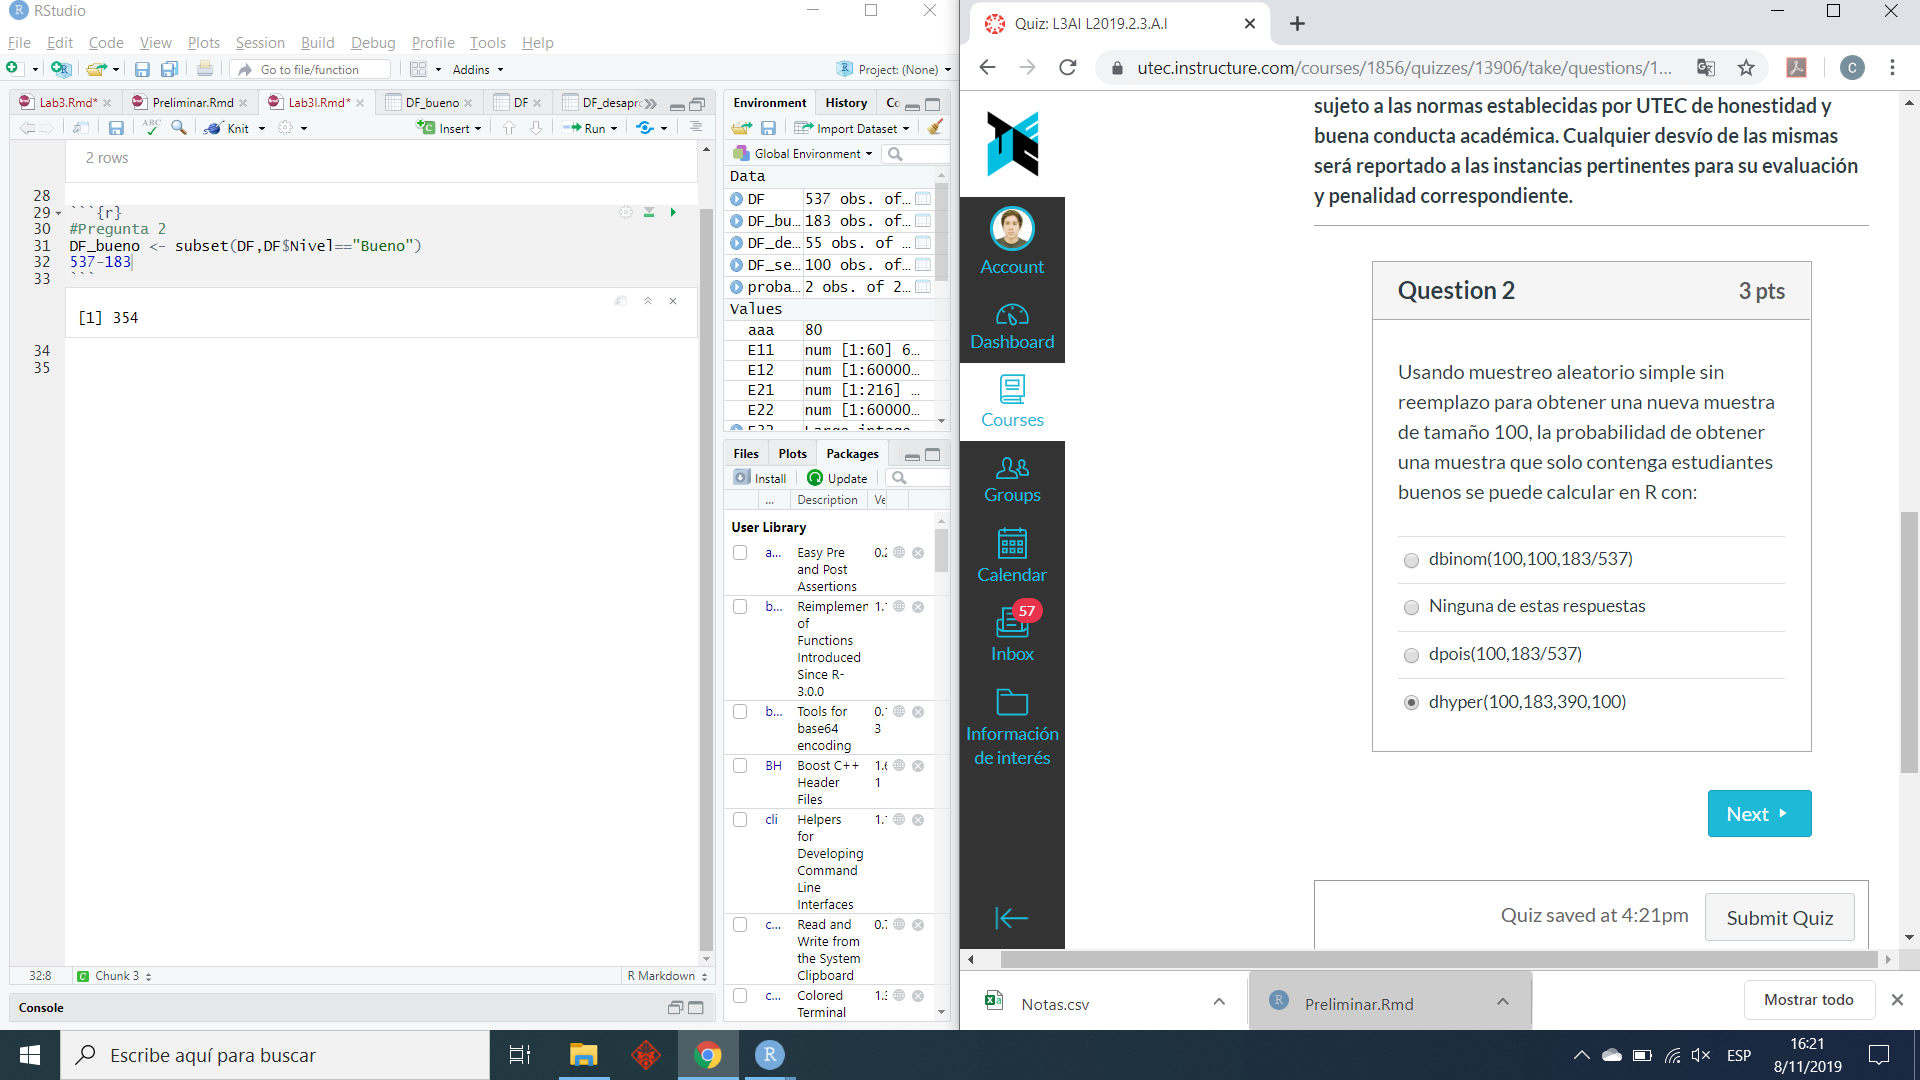 RStudio
File Edit Code View Plots Session Build Debug Profile Tools Help
Go to file/function
Addins
Project: (None)
Lab3.Rmd*
Preliminar.Rmd
Lab3I.Rmd*
DF_bueno
DF
DF_desapro
Knit
Insert
Run
2 rows
28
29 ```{r}
30 #Pregunta 2
31 DF_bueno <- subset(DF,DF$Nivel=="Bueno")
32 537-183
33 ```
[1] 354
34
35
32:8
Chunk 3
R Markdown
Console
Environment
History
Co
Import Dataset
Global Environment
Data
DF 537 obs. of…
DF_bu… 183 obs. of…
DF_de… 55 obs. of …
DF_se… 100 obs. of…
proba… 2 obs. of 2…
Values
aaa 80
E11 num [1:60] 6…
E12 num [1:60000…
E21 num [1:216] …
E22 num [1:60000…
Files
Plots
Packages
Install
Update
... Description Ve
User Library
a... Easy Pre and Post Assertions 0.2
b... Reimplemen of Functions Introduced Since R-3.0.0 1.1
b... Tools for base64 encoding 0.1 3
BH Boost C++ Header Files 1.6 1
cli Helpers for Developing Command Line Interfaces 1.1
c... Read and Write from the System Clipboard 0.7
c... Colored Terminal 1.3
Quiz: L3AI L2019.2.3.A.I
utec.instructure.com/courses/1856/quizzes/13906/take/questions/1...
C
Account
Dashboard
Courses
Groups
Calendar
57
Inbox
Información
de interés
sujeto a las normas establecidas por UTEC de honestidad y
buena conducta académica. Cualquier desvío de las mismas
será reportado a las instancias pertinentes para su evaluación
y penalidad correspondiente.
Question 2
3 pts
Usando muestreo aleatorio simple sin
reemplazo para obtener una nueva muestra
de tamaño 100, la probabilidad de obtener
una muestra que solo contenga estudiantes
buenos se puede calcular en R con:
dbinom(100,100,183/537)
Ninguna de estas respuestas
dpois(100,183/537)
dhyper(100,183,390,100)
Next
Quiz saved at 4:21pm
Submit Quiz
Notas.csv
Preliminar.Rmd
Mostrar todo
Escribe aquí para buscar
ESP
16:21
8/11/2019